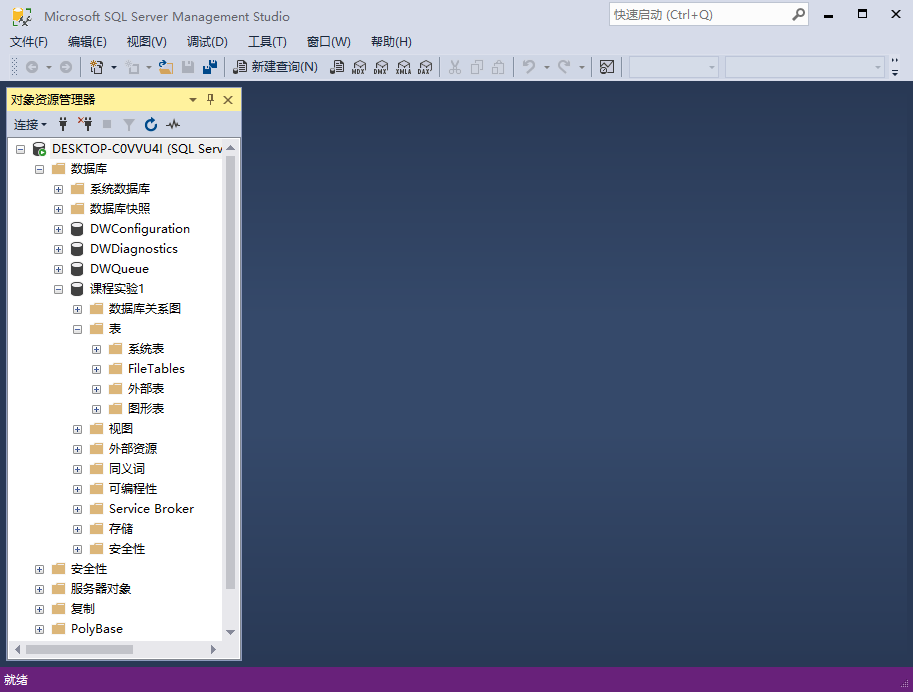 Microsoft SQL Server Management Studio
快速启动 (Ctrl+Q)
文件(F) 编辑(E) 视图(V) 调试(D) 工具(T) 窗口(W) 帮助(H)
新建查询(N) MDX DMX XMLA DAX
对象资源管理器
连接
DESKTOP-C0VVU4I (SQL Serv
数据库
系统数据库
数据库快照
DWConfiguration
DWDiagnostics
DWQueue
课程实验1
数据库关系图
表
系统表
FileTables
外部表
图形表
视图
外部资源
同义词
可编程性
Service Broker
存储
安全性
安全性
服务器对象
复制
PolyBase
就绪